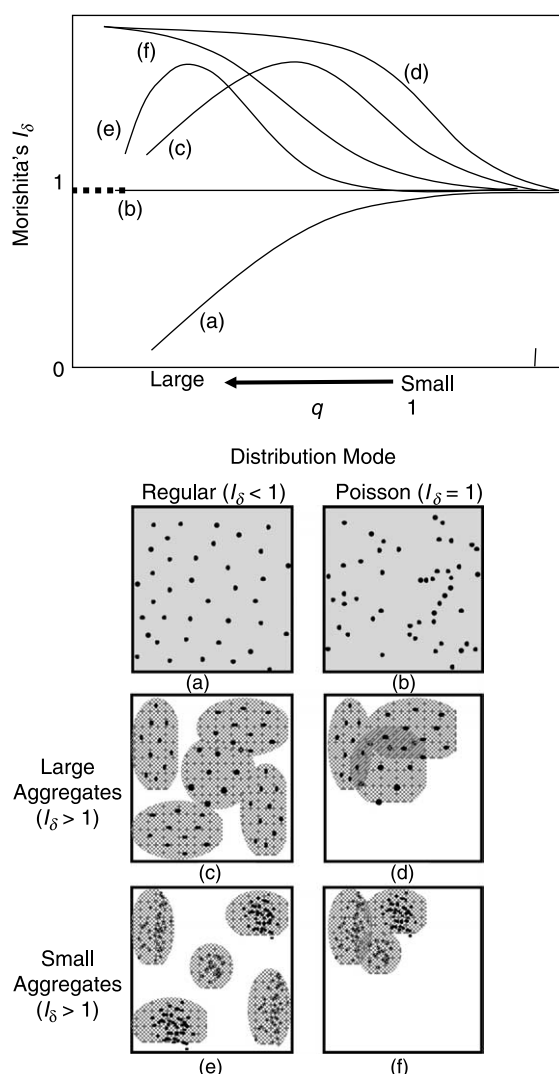 (f)
(d)
(e)
(c)
Morishita's Iδ
1
(b)
(a)
0
Large
Small
q
1
Distribution Mode
Regular (Iδ < 1)
Poisson (Iδ = 1)
(a)
(b)
Large
Aggregates
(Iδ > 1)
(c)
(d)
Small
Aggregates
(Iδ > 1)
(e)
(f)